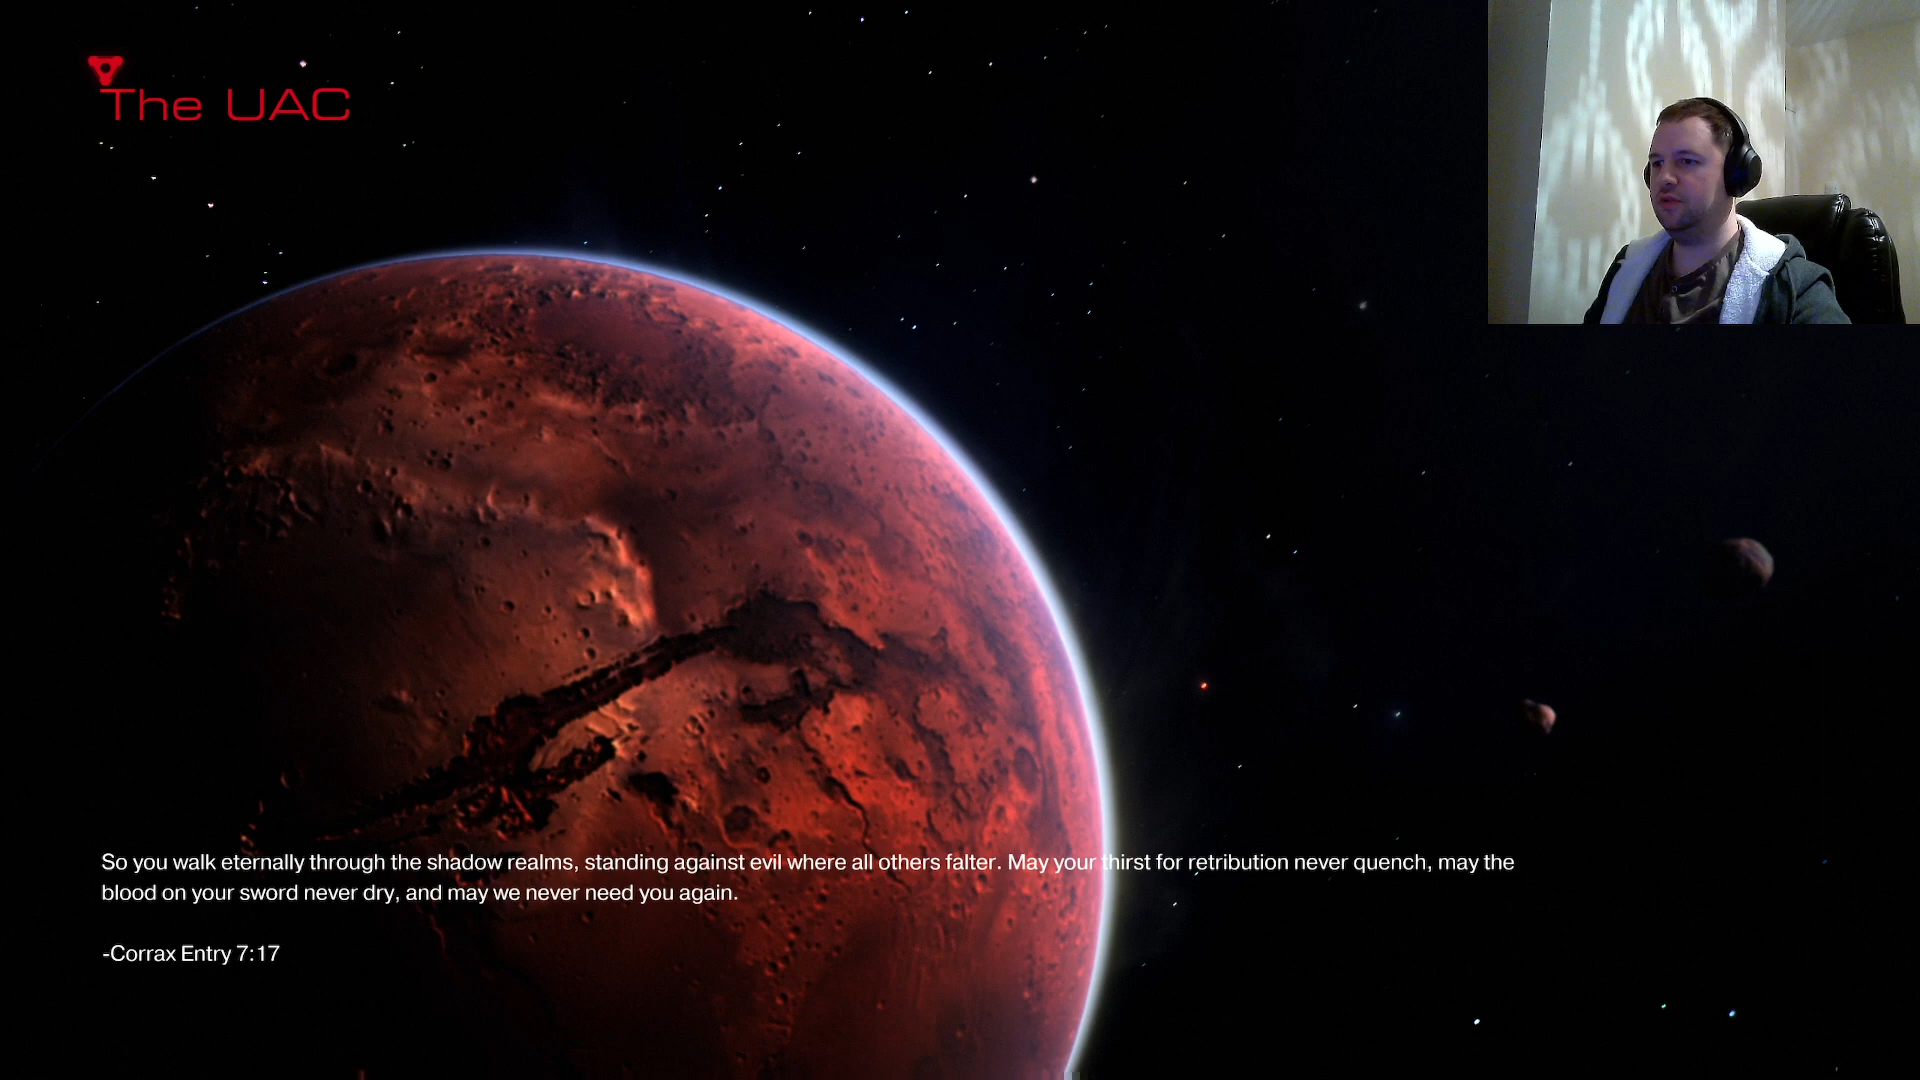 The UAC
So you walk eternally through the shadow realms, standing against evil where all others falter. May your thirst for retribution never quench, may the
blood on your sword never dry, and may we never need you again.
-Corrax Entry 7:17